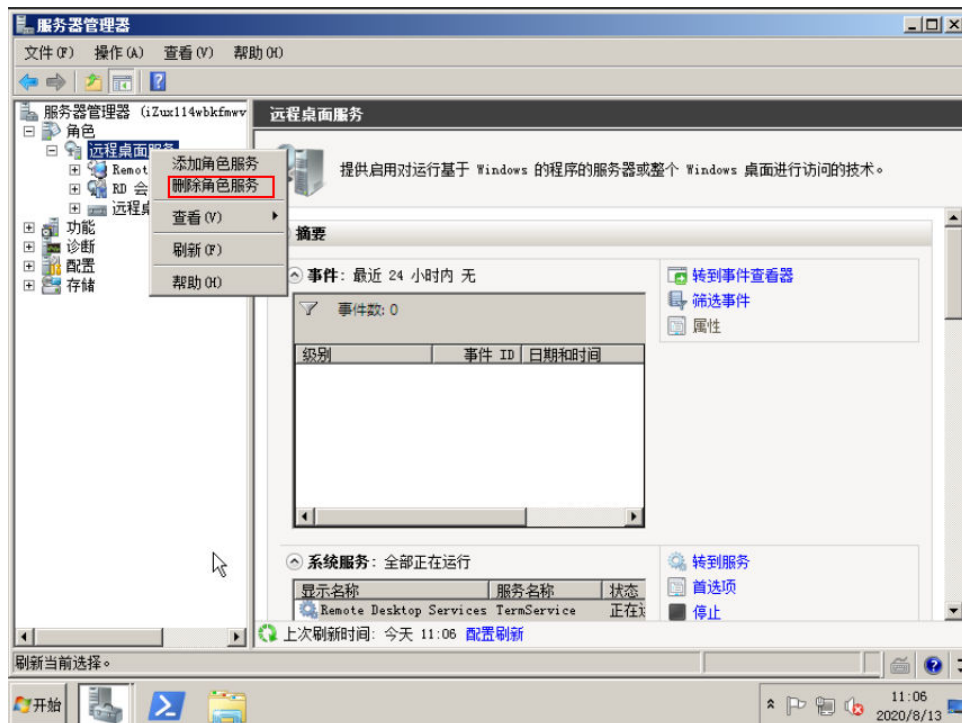 服务器管理器
文件(F) 操作(A) 查看(V) 帮助(H)
服务器管理器 (iZux114wbkfmwv
角色
远程桌面服务
Remot
RD 会
远程桌
功能
诊断
配置
存储
添加角色服务
删除角色服务
查看(V)
刷新(F)
帮助(H)
远程桌面服务
提供启用对运行基于 Windows 的程序的服务器或整个 Windows 桌面进行访问的技术。
摘要
事件: 最近 24 小时内 无
事件数: 0
级别 事件 ID 日期和时间
转到事件查看器
筛选事件
属性
系统服务: 全部正在运行
显示名称 服务名称 状态
Remote Desktop Services TermService 正在
转到服务
首选项
停止
上次刷新时间: 今天 11:06 配置刷新
刷新当前选择。
开始
11:06
2020/8/13